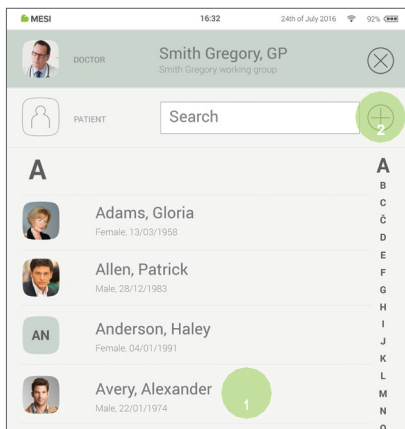 MESI 16:32 24th of July 2016 92%
DOCTOR Smith Gregory, GP
Smith Gregory working group
PATIENT Search 2
A A
B
C
Č
D
Adams, Gloria
Female, 13/03/1958
E
F
Allen, Patrick
Male, 28/12/1983
G
H
I
AN Anderson, Haley
Female, 04/01/1991
J
K
L
Avery, Alexander 1
Male, 22/01/1974
M
N
O